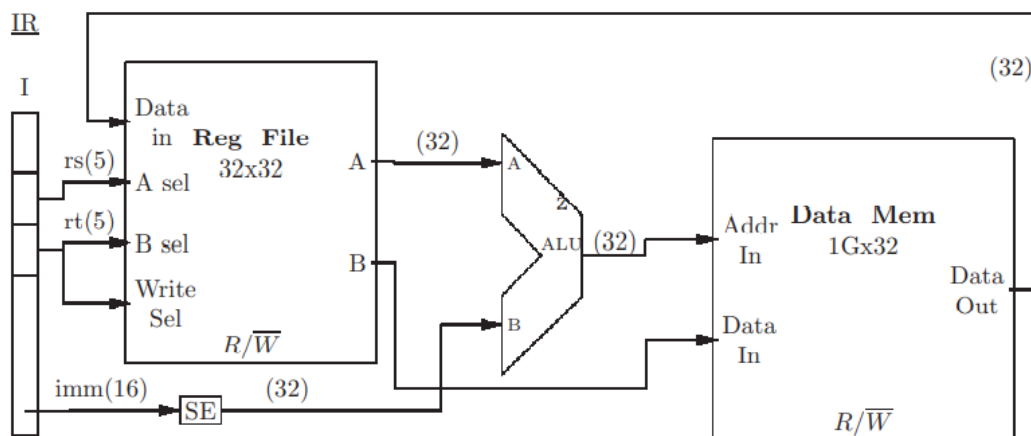 IR
I
(32)
Data
in Reg File
32x32
A
(32)
A
rs(5)
A sel
rt(5)
B sel
Z
ALU
(32)
Addr
In
Data Mem
1Gx32
B
Data
Out
Write
Sel
B
Data
In
R/W̅
imm(16)
SE
(32)
R/W̅